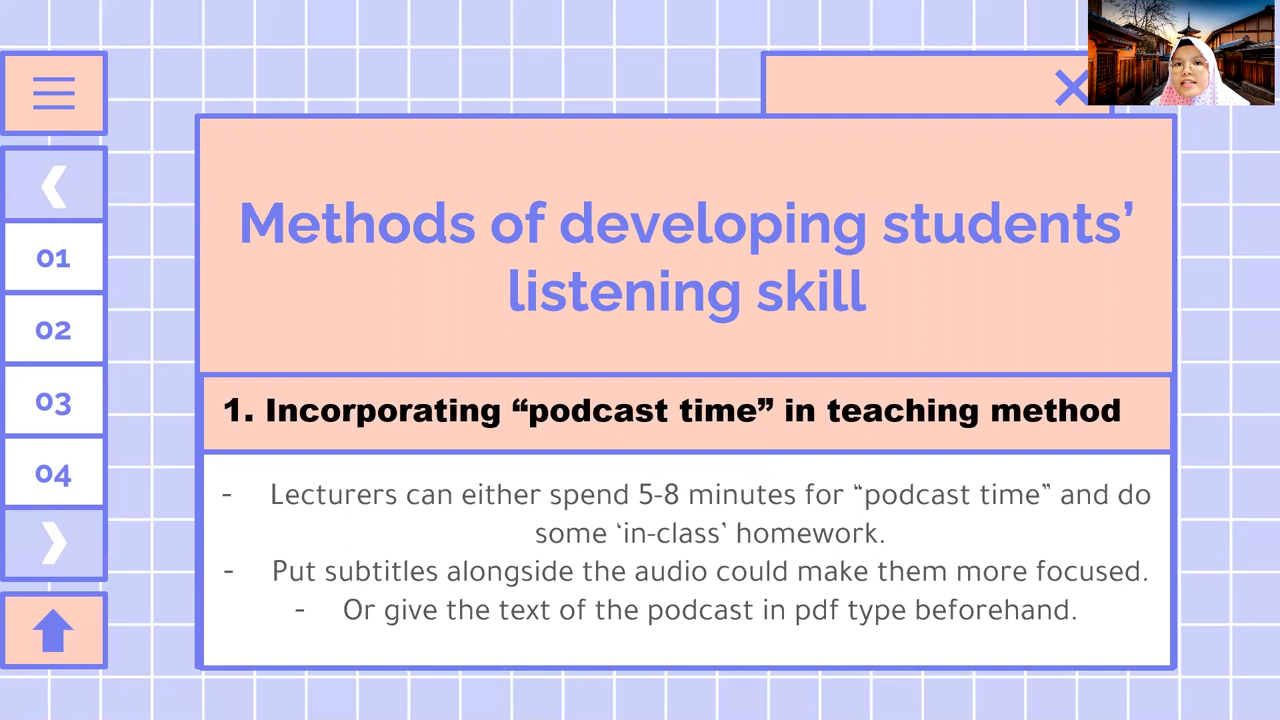 01
02
03
04
Methods of developing students’
listening skill
1. Incorporating “podcast time” in teaching method
- Lecturers can either spend 5-8 minutes for “podcast time” and do
some ‘in-class’ homework.
- Put subtitles alongside the audio could make them more focused.
- Or give the text of the podcast in pdf type beforehand.